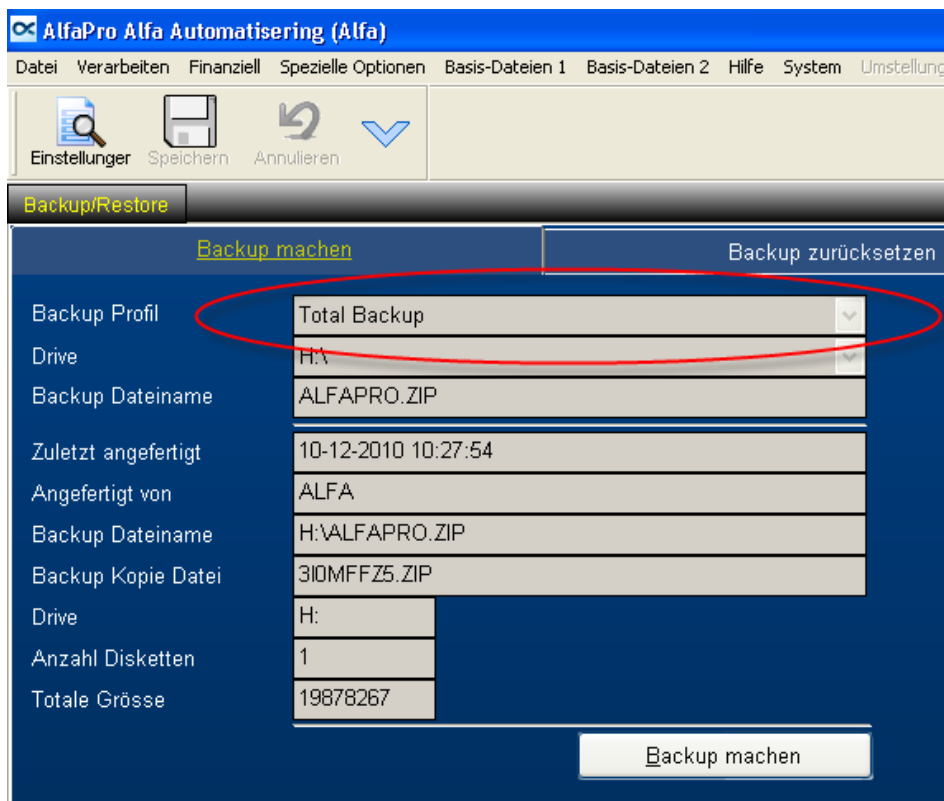 AlfaPro Alfa Automatisering (Alfa)
Datei Verarbeiten Finanziell Spezielle Optionen Basis-Dateien 1 Basis-Dateien 2 Hilfe System Umstellung
Einstellunger Speichern Annulieren
Backup/Restore
Backup machen Backup zurücksetzen
Backup Profil Total Backup
Drive H:\
Backup Dateiname ALFAPRO.ZIP
Zuletzt angefertigt 10-12-2010 10:27:54
Angefertigt von ALFA
Backup Dateiname H:\ALFAPRO.ZIP
Backup Kopie Datei 3I0MFFZ5.ZIP
Drive H:
Anzahl Disketten 1
Totale Grösse 19878267
Backup machen